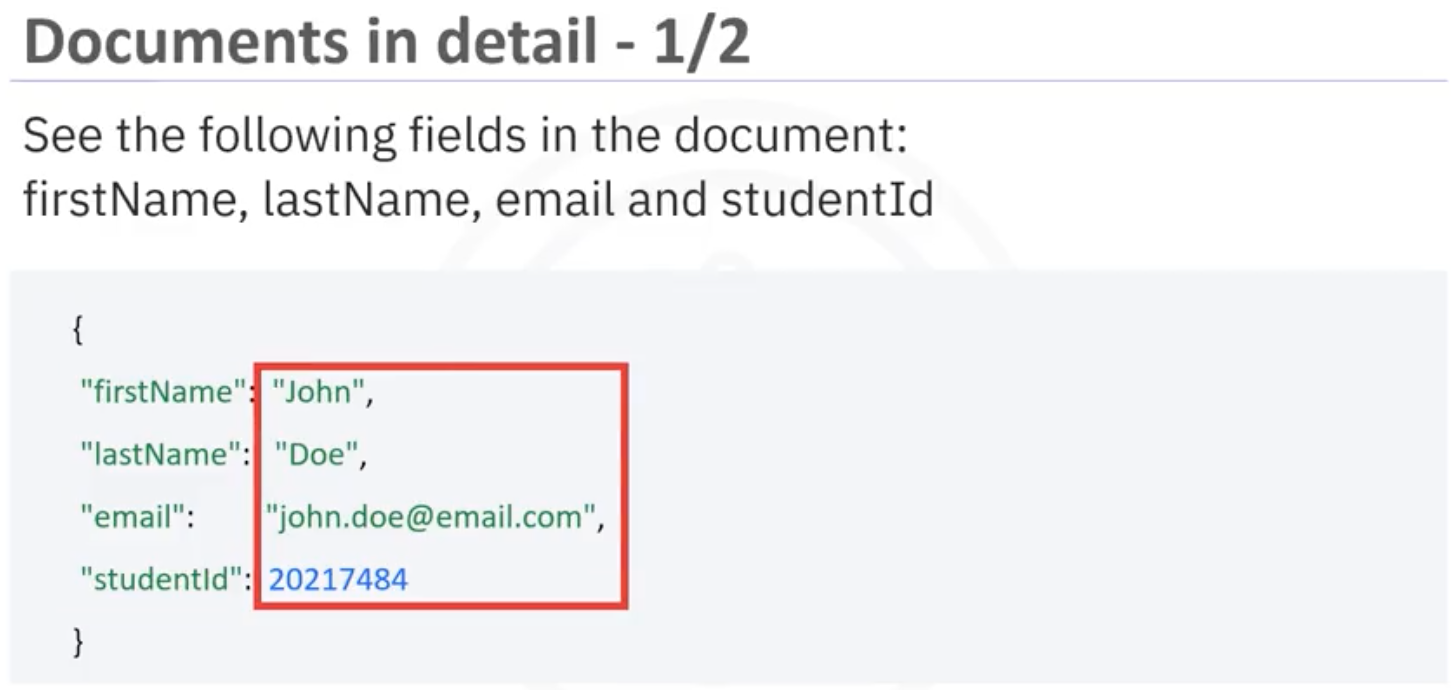 Documents in detail - 1/2
See the following fields in the document:
firstName, lastName, email and studentId
{
"firstName": "John",
"lastName": "Doe",
"email": "john.doe@email.com",
"studentId": 20217484
}